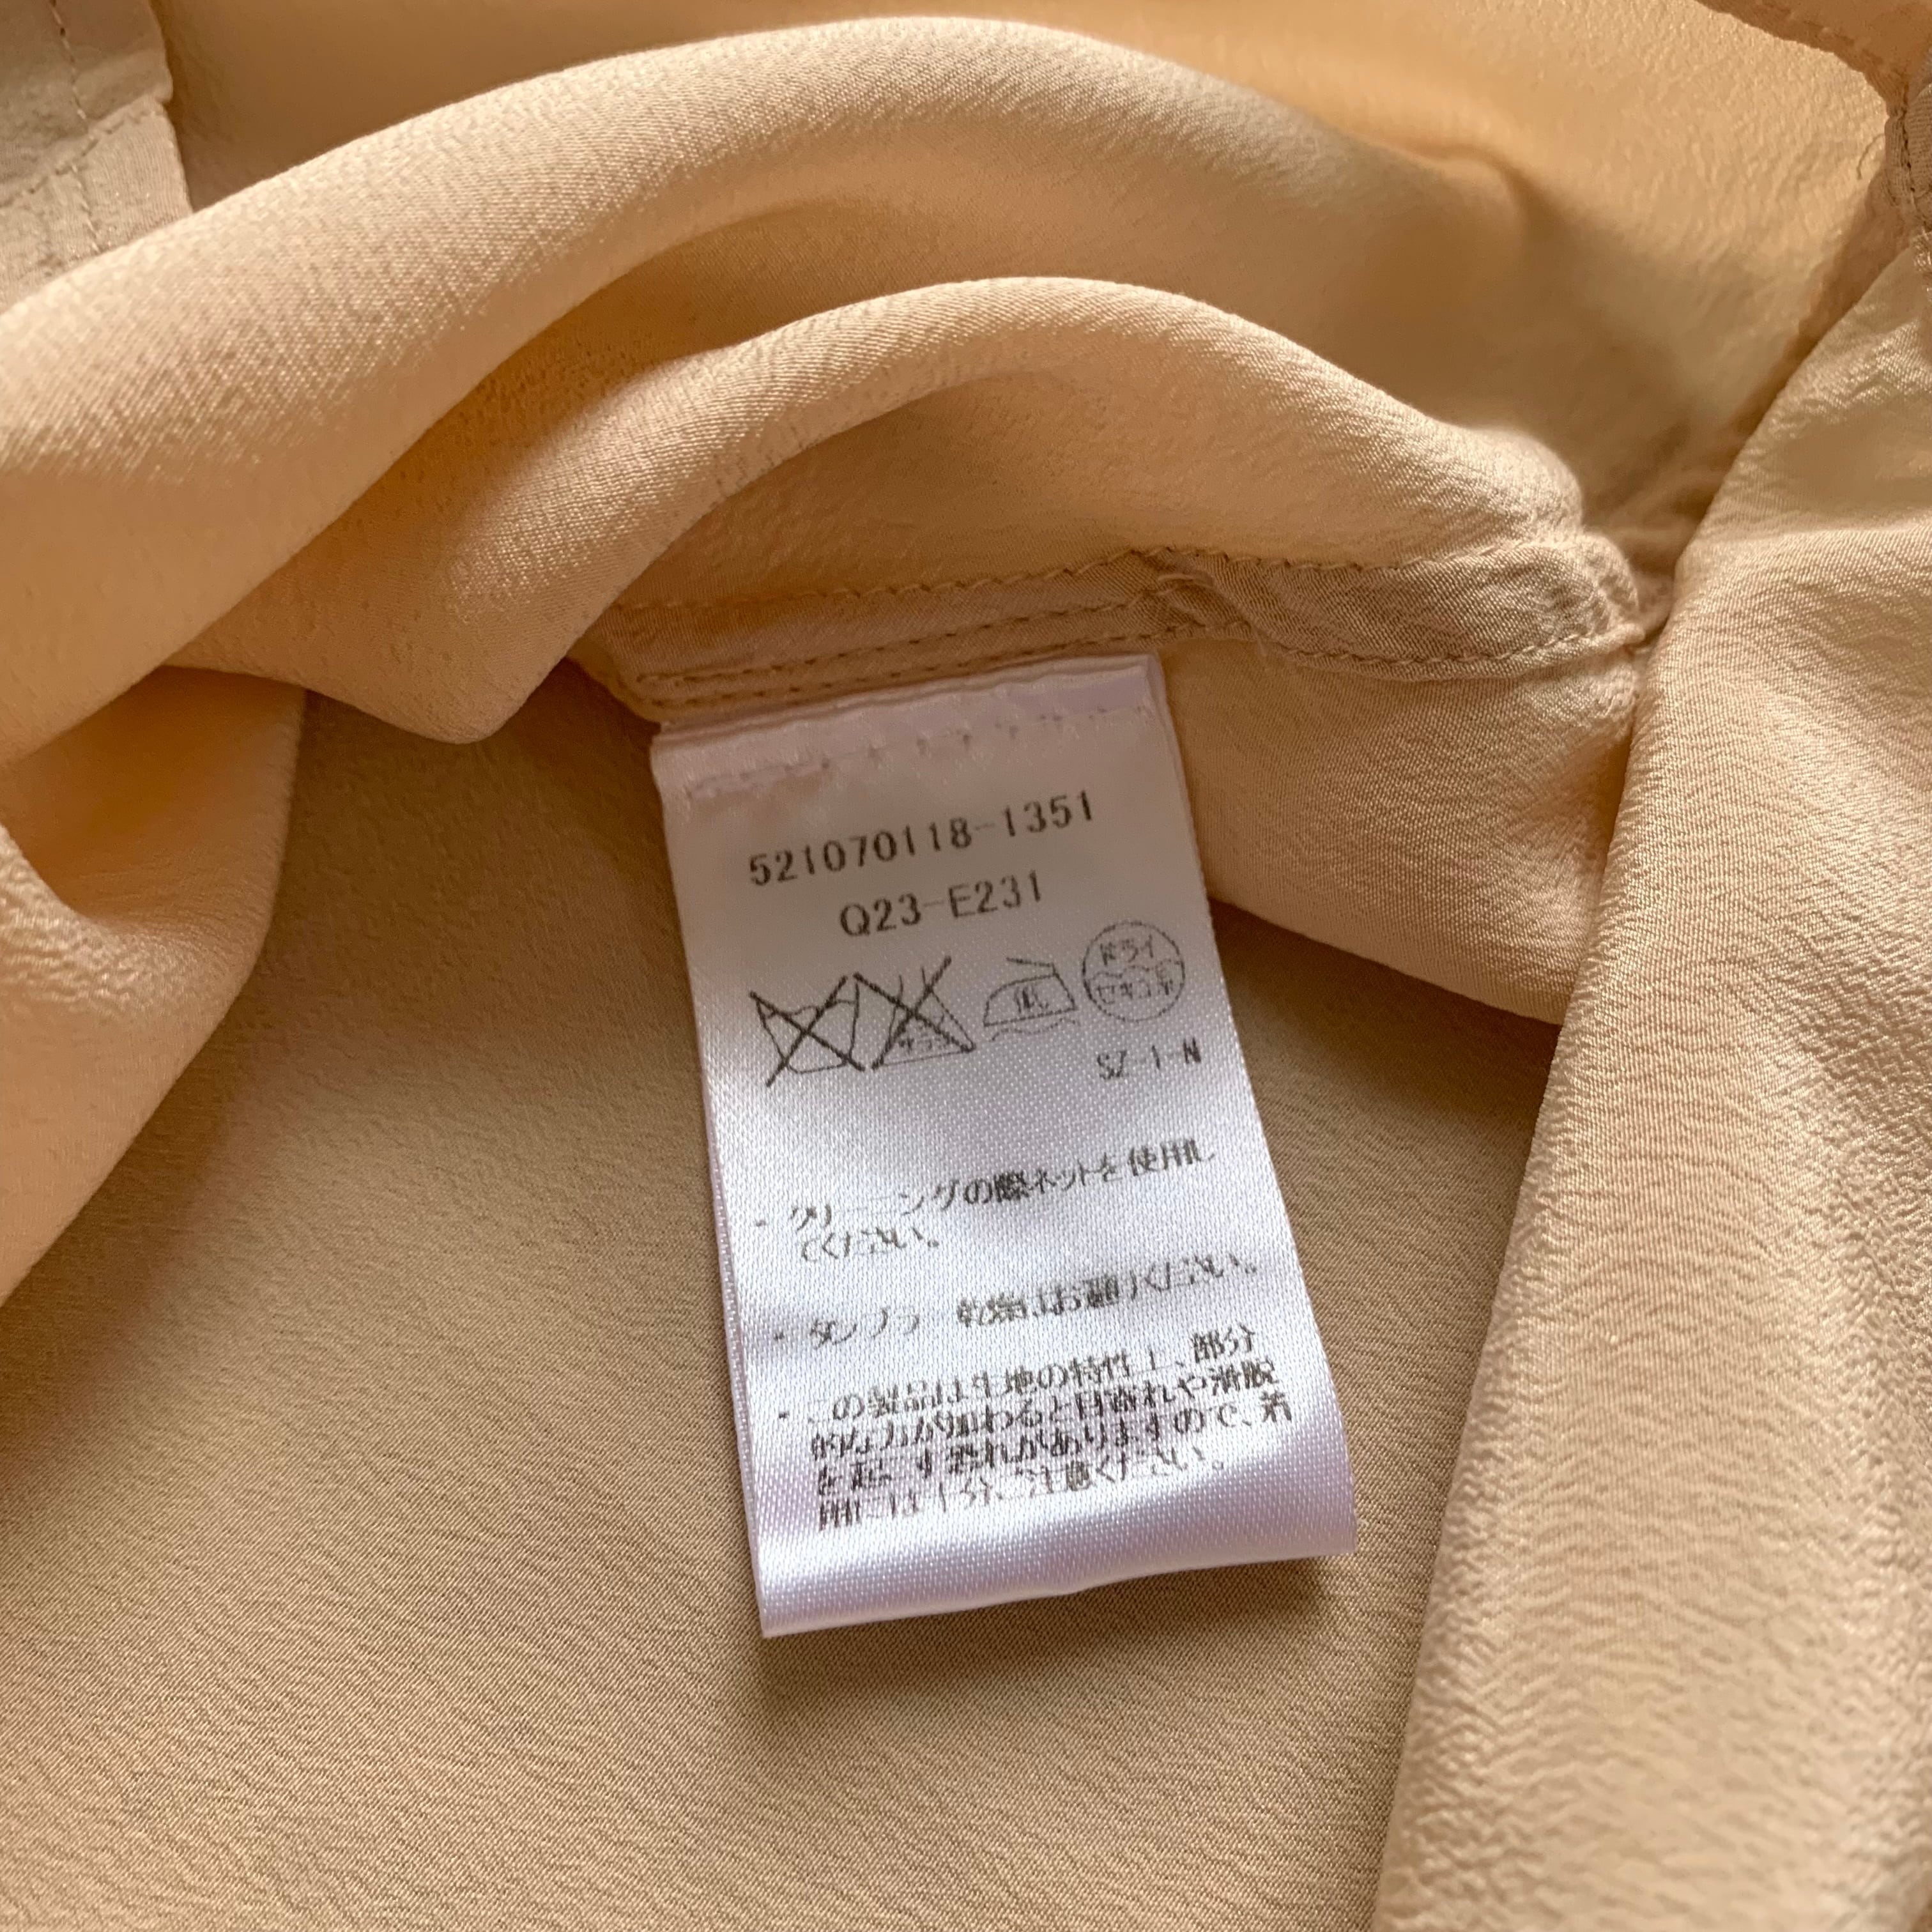 521070118-1351
Q23-E231
低 ドライ
セキユ系
SZ-1-N
・クリーニングの際ネットを使用し
てください。
・タンブラー乾燥はお避けください。
・この製品は生地の特性上、部分
的な力が加わると目寄れや滑脱
を起こす恐れがありますので、着
用には十分ご注意ください。